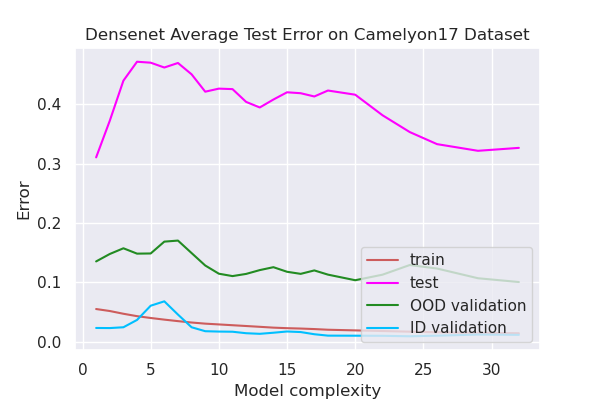 Densenet Average Test Error on Camelyon17 Dataset
Error
0.4
0.3
0.2
0.1
0.0
train
test
OOD validation
ID validation
0 5 10 15 20 25 30
Model complexity